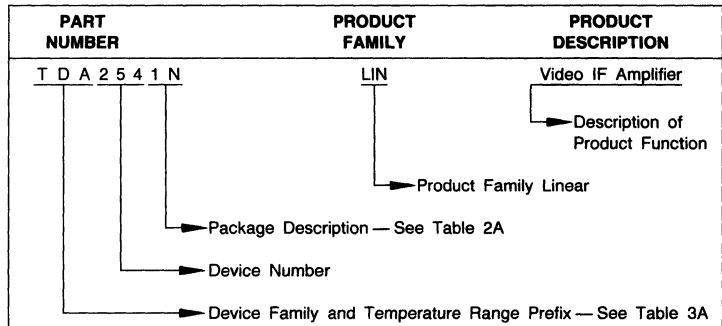 PART NUMBER PRODUCT FAMILY PRODUCT DESCRIPTION
T D A 2 5 4 1 N LIN Video IF Amplifier
Description of
Product Function
Product Family Linear
Package Description — See Table 2A
Device Number
Device Family and Temperature Range Prefix — See Table 3A